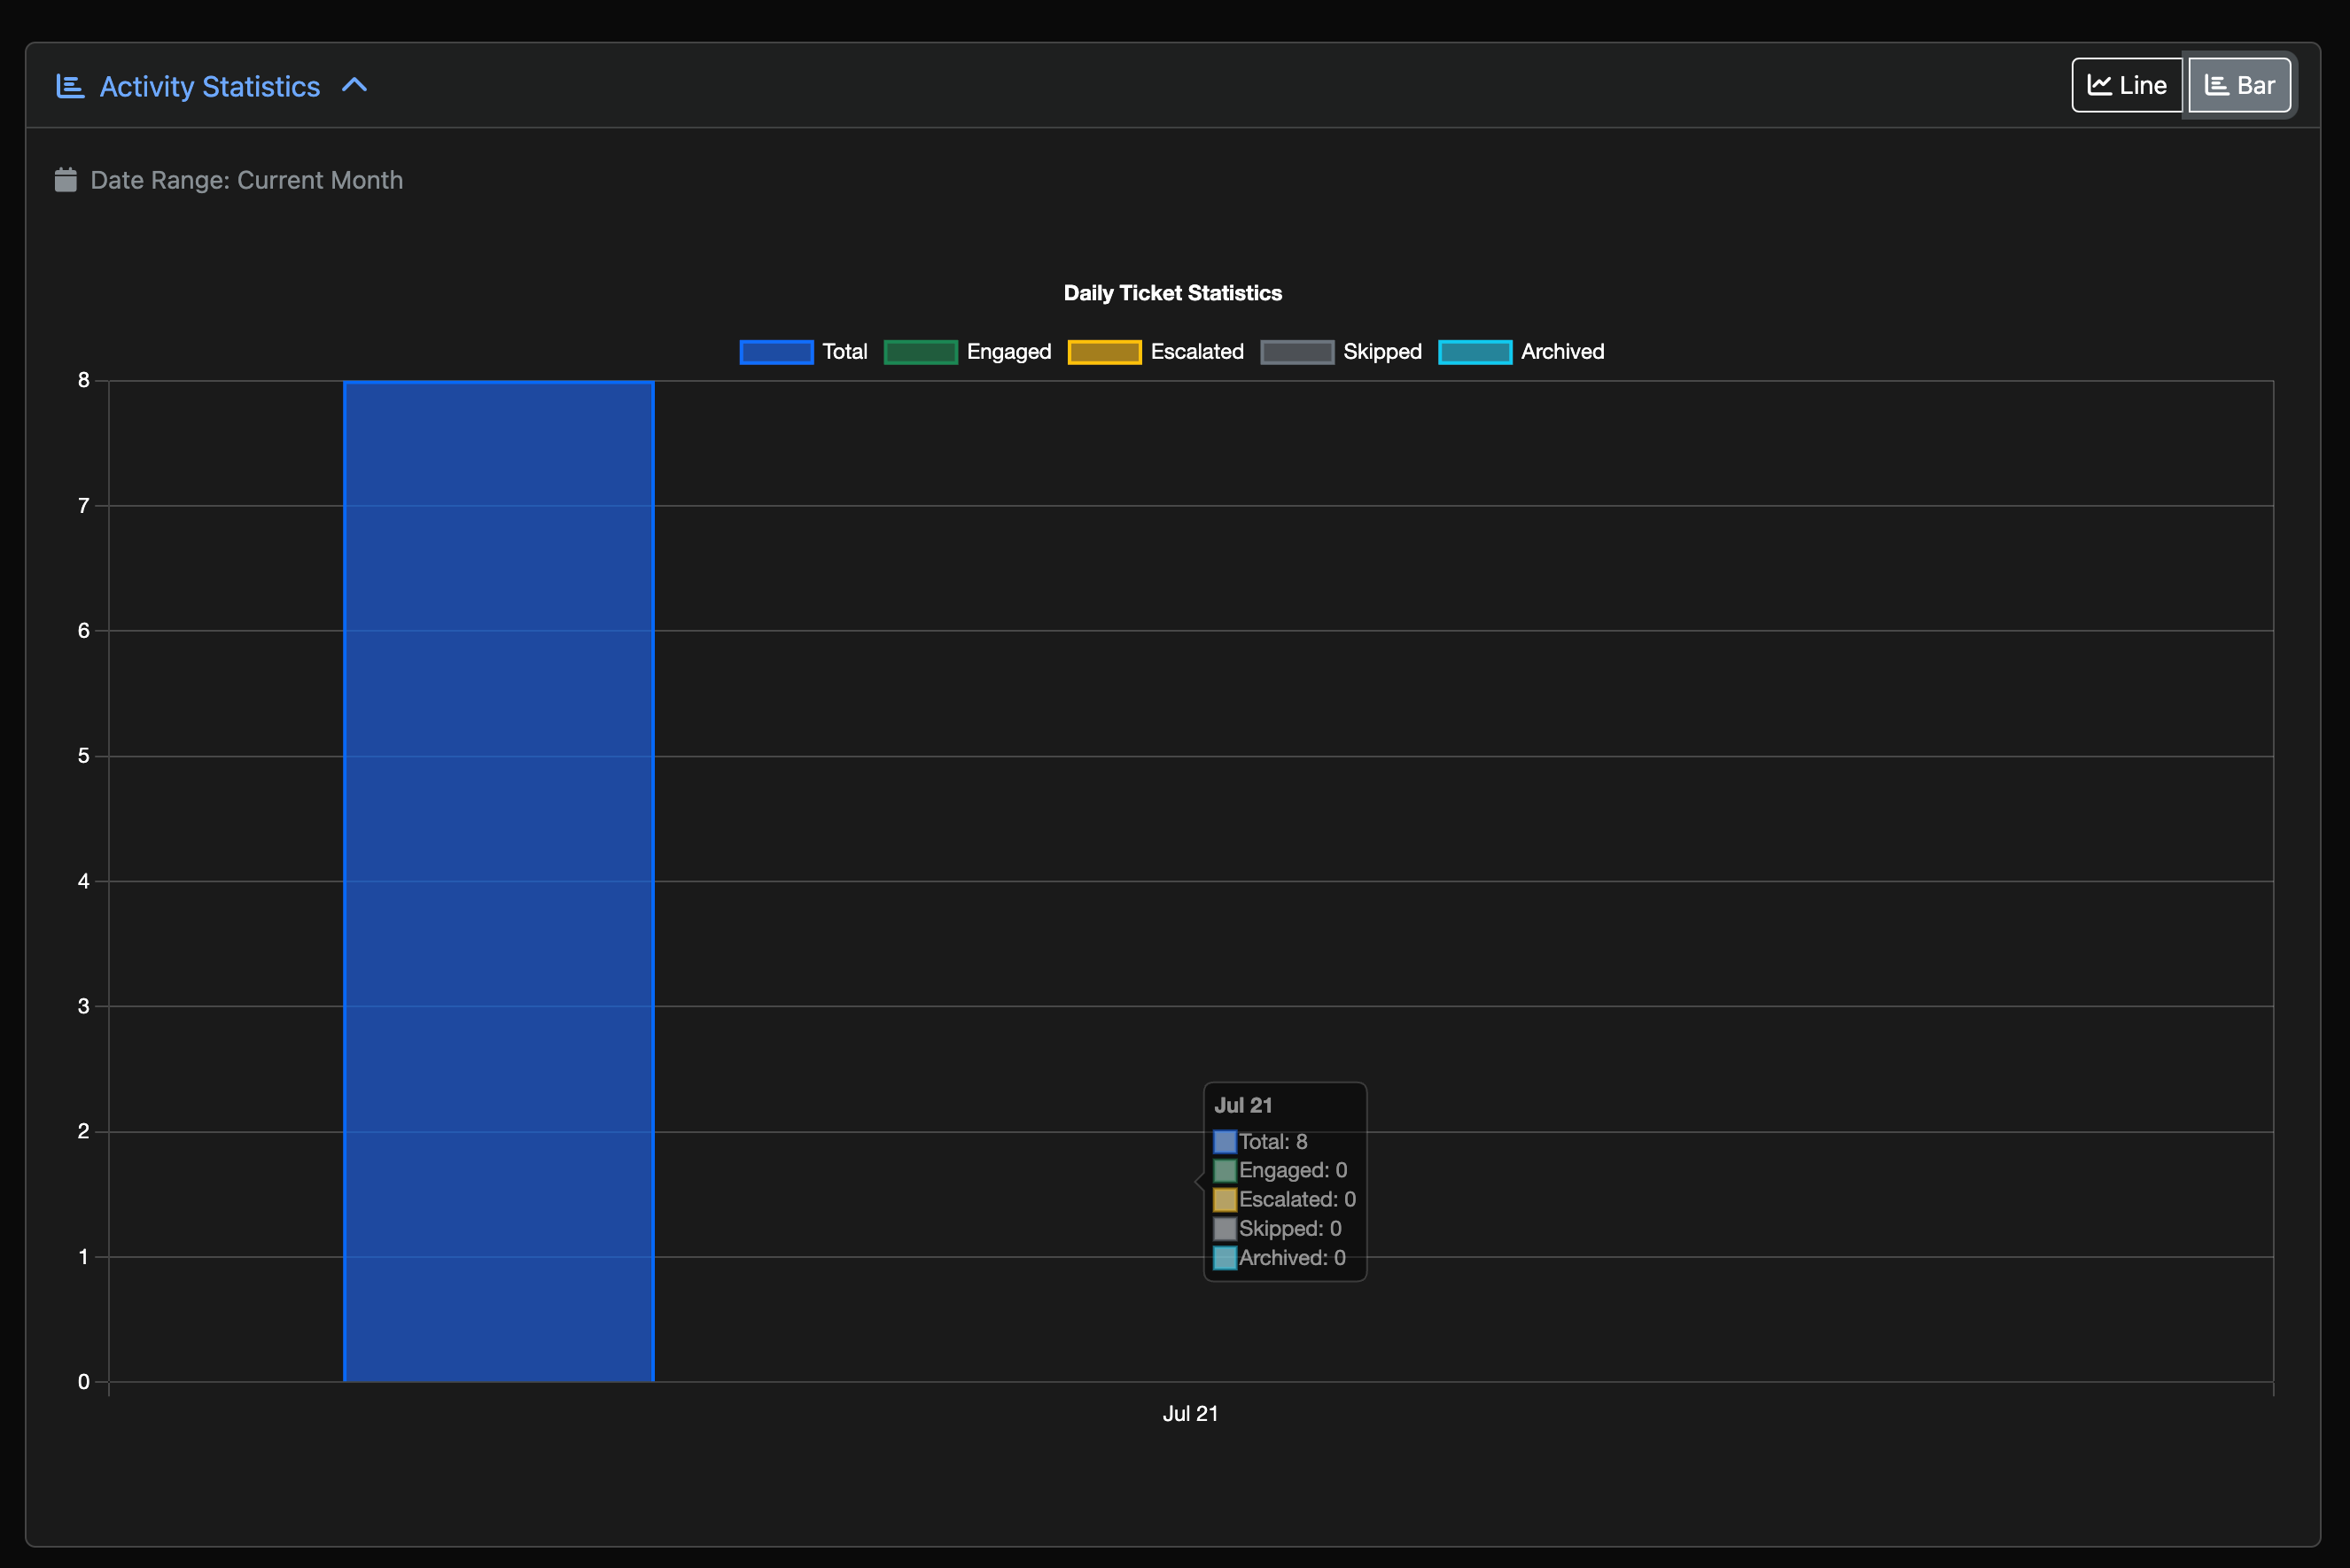 Activity Statistics
Line
Bar
Date Range: Current Month
Daily Ticket Statistics
Total Engaged Escalated Skipped Archived
8
7
6
5
4
3
2
1
0
Jul 21
Total: 8
Engaged: 0
Escalated: 0
Skipped: 0
Archived: 0
Jul 21